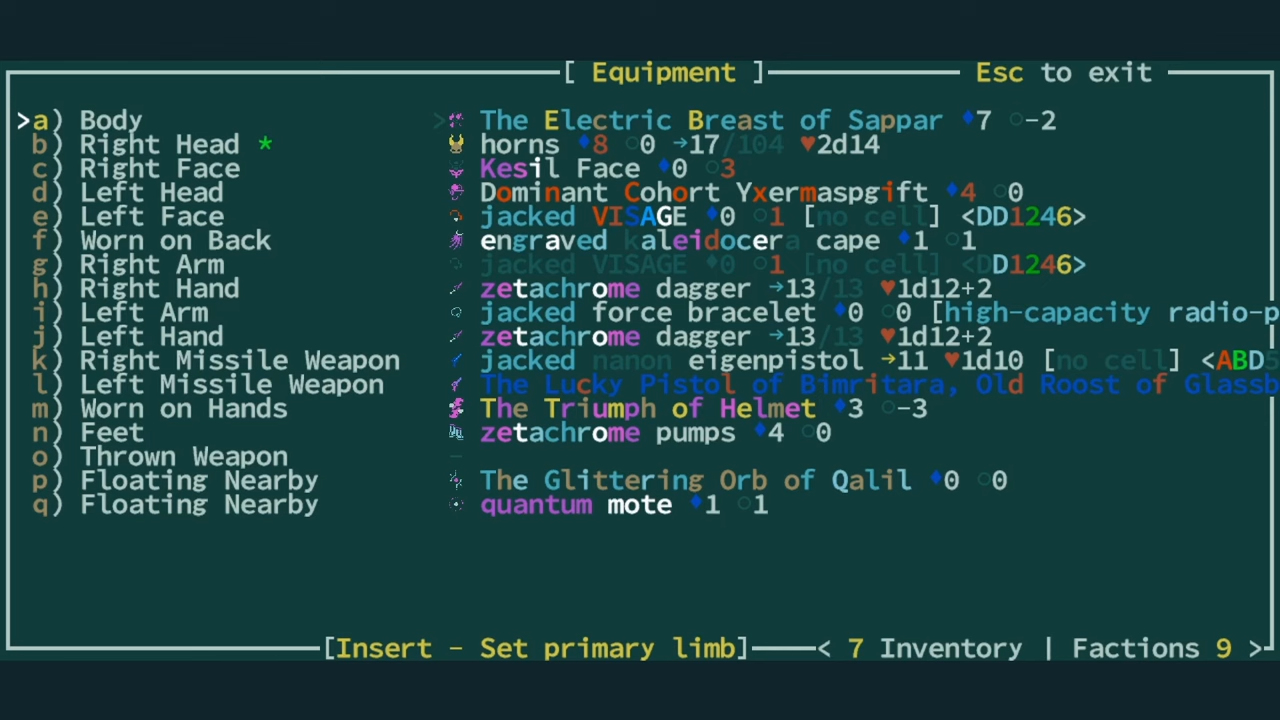 [ Equipment ] Esc to exit
>a) Body > The Electric Breast of Sappar ♦7 ○-2
b) Right Head * horns ♦8 ○0 →17/104 ♥2d14
c) Right Face Kesil Face ♦0 ○3
d) Left Head Dominant Cohort Yxermaspgift ♦4 ○0
e) Left Face jacked VISAGE ♦0 ○1 [no cell] <DD1246>
f) Worn on Back engraved kaleidocera cape ♦1 ○1
g) Right Arm jacked VISAGE ♦0 ○1 [no cell] <DD1246>
h) Right Hand zetachrome dagger →13/13 ♥1d12+2
i) Left Arm jacked force bracelet ♦0 ○0 [high-capacity radio-p
j) Left Hand zetachrome dagger →13/13 ♥1d12+2
k) Right Missile Weapon jacked nanon eigenpistol →11 ♥1d10 [no cell] <ABD5
l) Left Missile Weapon The Lucky Pistol of Bimritara, Old Roost of Glassb
m) Worn on Hands The Triumph of Helmet ♦3 ○-3
n) Feet zetachrome pumps ♦4 ○0
o) Thrown Weapon -
p) Floating Nearby The Glittering Orb of Qalil ♦0 ○0
q) Floating Nearby quantum mote ♦1 ○1
[Insert - Set primary limb] < 7 Inventory | Factions 9 >